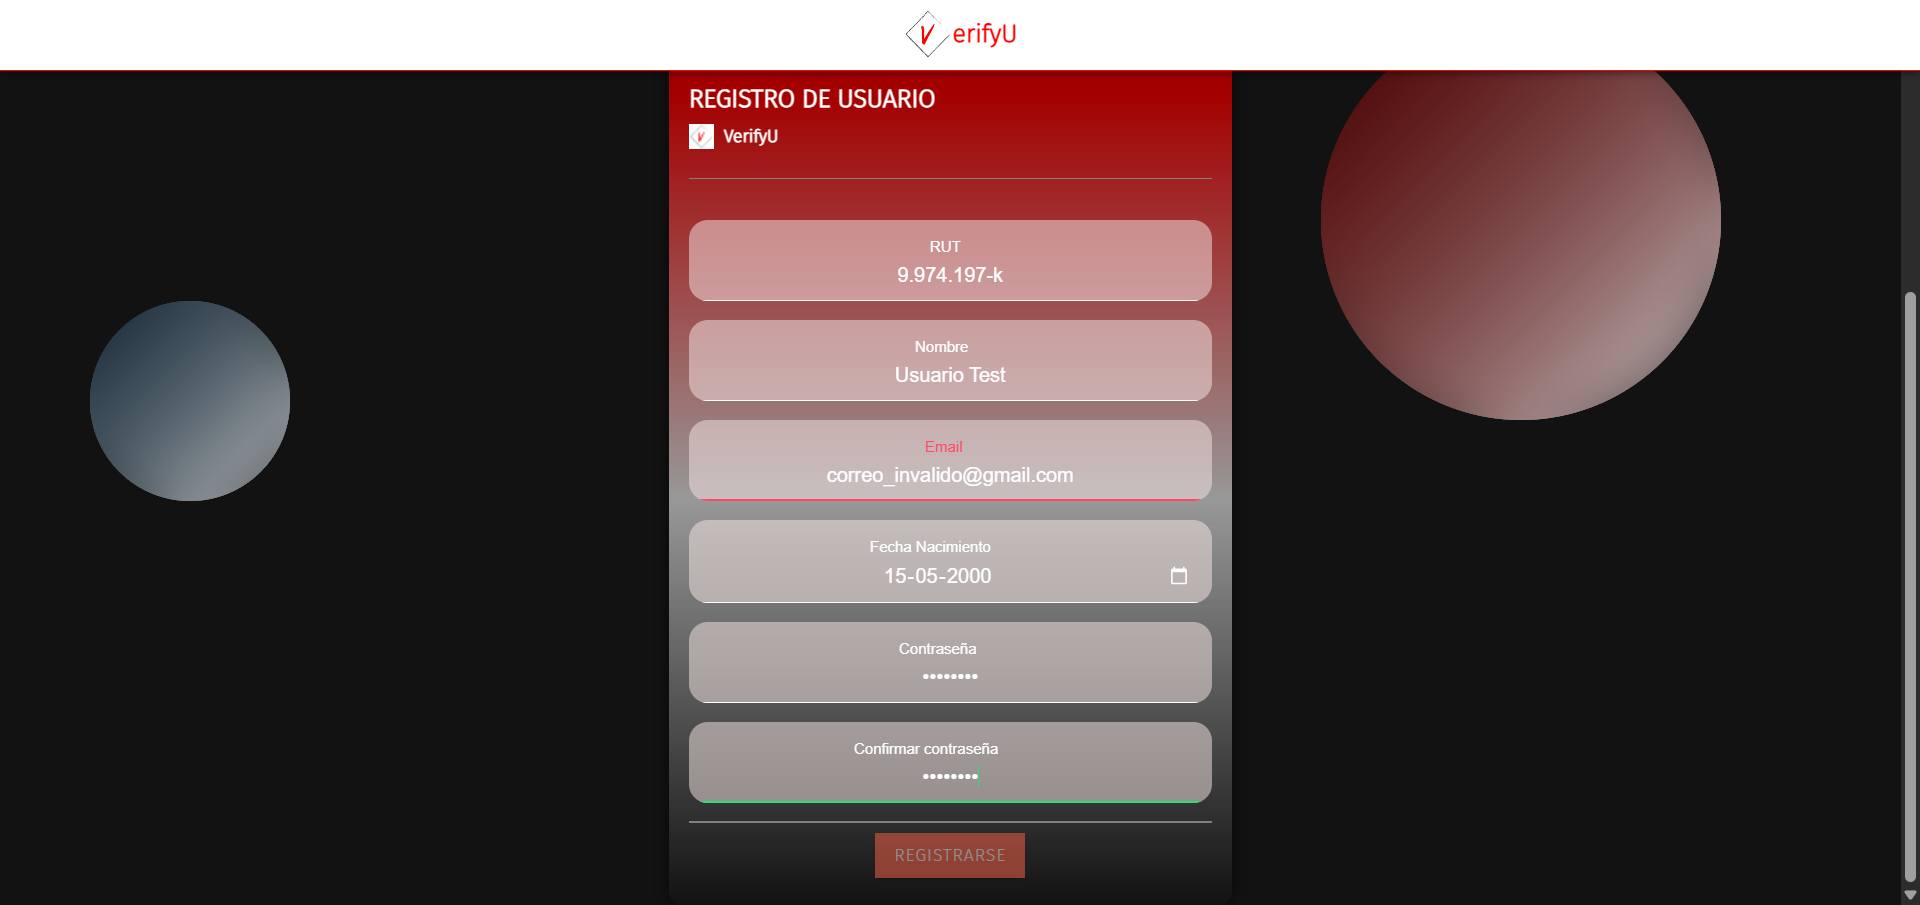 VerifyU
REGISTRO DE USUARIO
VerifyU
RUT
9.974.197-k
Nombre
Usuario Test
Email
correo_invalido@gmail.com
Fecha Nacimiento
15-05-2000
Contraseña
••••••••
Confirmar contraseña
••••••••
REGISTRARSE